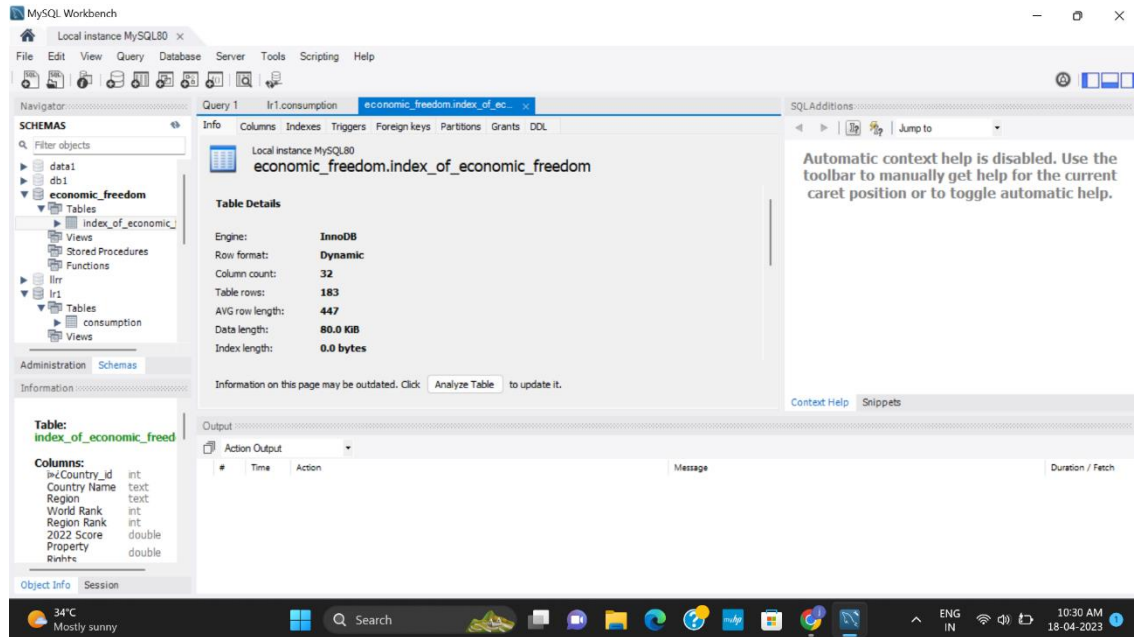 MySQL Workbench
Local instance MySQL80
File Edit View Query Database Server Tools Scripting Help
Navigator
SCHEMAS
Filter objects
data1
db1
economic_freedom
Tables
index_of_economic_
Views
Stored Procedures
Functions
llrr
lr1
Tables
consumption
Views
Administration Schemas
Information
Table:
index_of_economic_freed
Columns:
Country_id int
Country Name text
Region text
World Rank int
Region Rank int
2022 Score double
Property
Rights double
Object Info Session
Query 1 lr1.consumption economic_freedom.index_of_ec...
Info Columns Indexes Triggers Foreign keys Partitions Grants DDL
Local instance MySQL80
economic_freedom.index_of_economic_freedom
Table Details
Engine: InnoDB
Row format: Dynamic
Column count: 32
Table rows: 183
AVG row length: 447
Data length: 80.0 KiB
Index length: 0.0 bytes
Information on this page may be outdated. Click Analyze Table to update it.
SQLAdditions
Jump to
Automatic context help is disabled. Use the
toolbar to manually get help for the current
caret position or to toggle automatic help.
Context Help Snippets
Output
Action Output
# Time Action Message Duration / Fetch
34°C
Mostly sunny
Search
ENG
IN
10:30 AM
18-04-2023
1